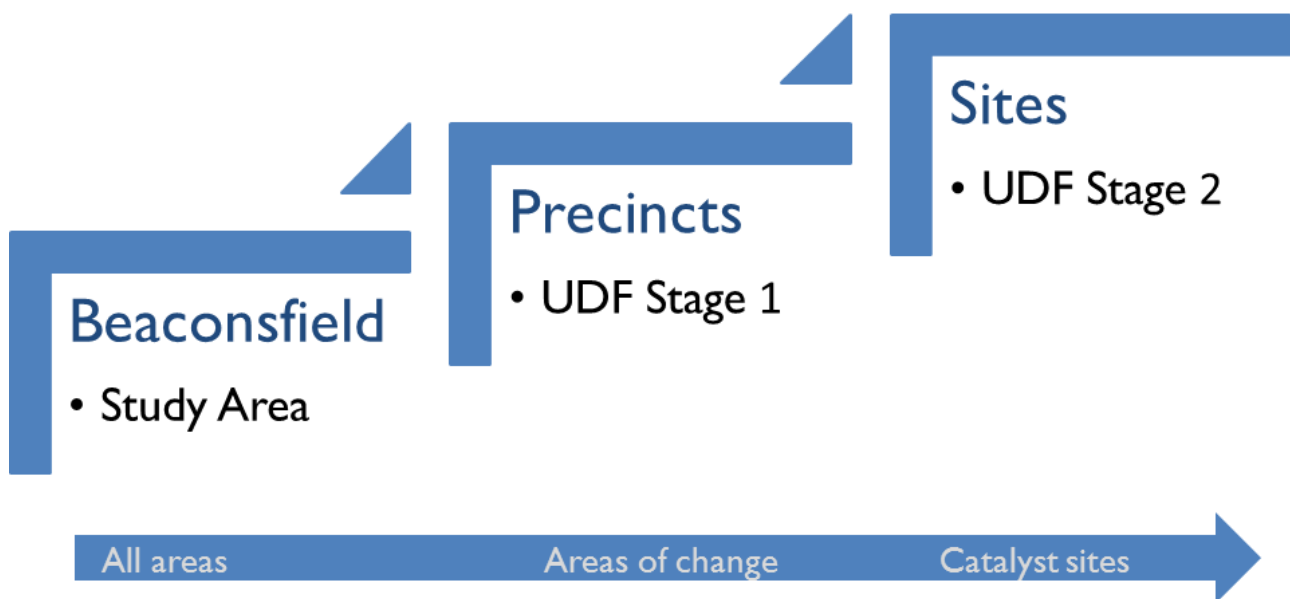 Beaconsfield
• Study Area
Precincts
• UDF Stage 1
Sites
• UDF Stage 2
All areas
Areas of change
Catalyst sites